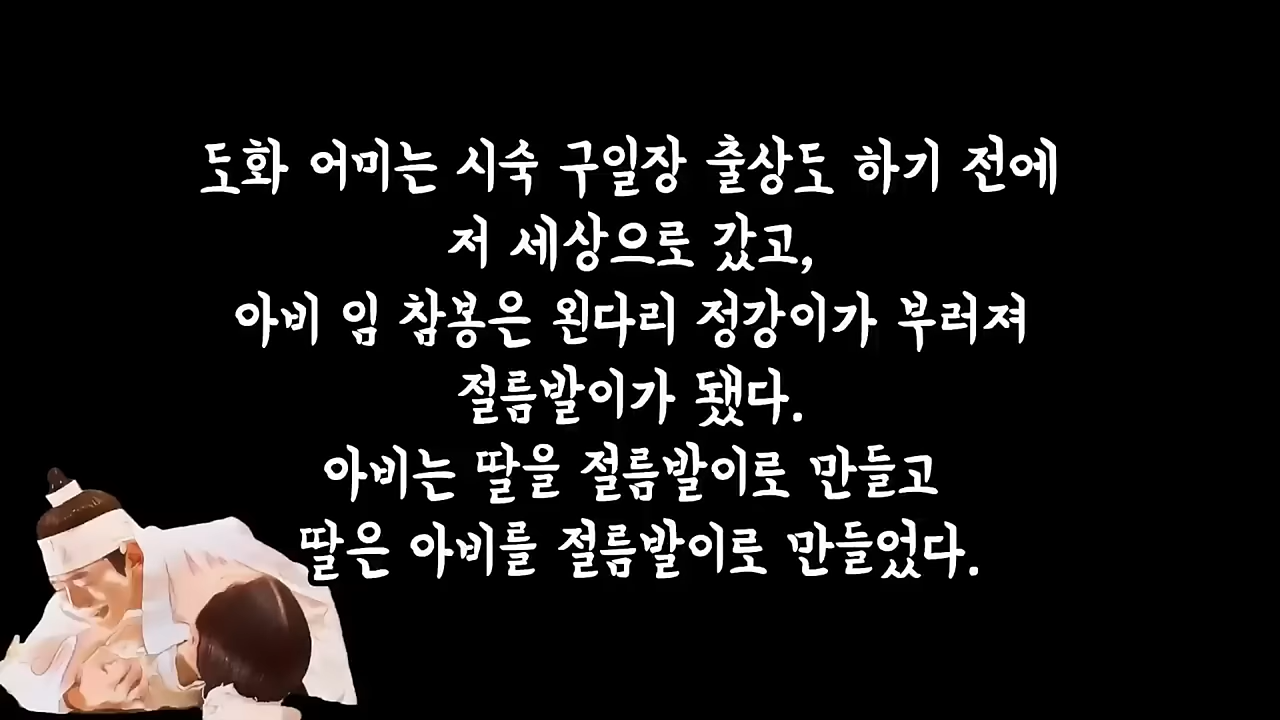 도화 어미는 시숙 구일장 출상도 하기 전에
저 세상으로 갔고,
아비 임 참봉은 왼다리 정강이가 부러져
절름발이가 됐다.
아비는 딸을 절름발이로 만들고
딸은 아비를 절름발이로 만들었다.